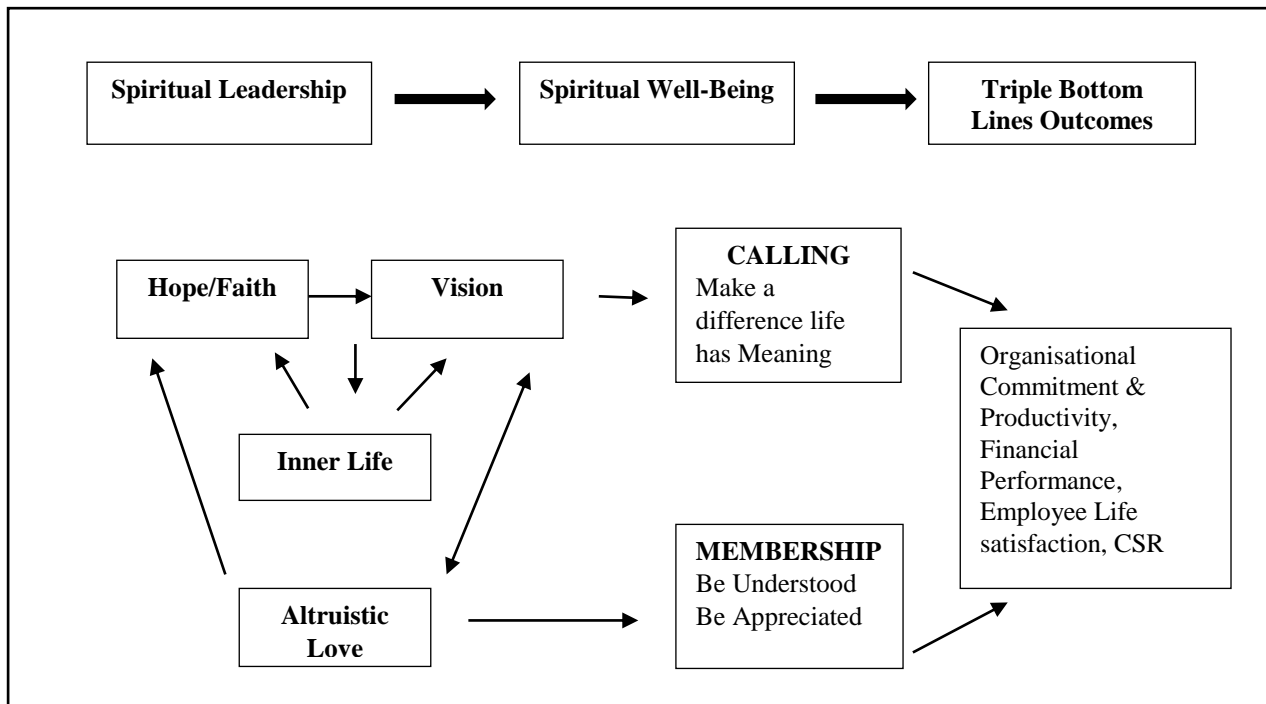 Spiritual Leadership
Spiritual Well-Being
Triple Bottom
Lines Outcomes
Hope/Faith
Vision
CALLING
Make a
difference life
has Meaning
Inner Life
Organisational
Commitment &
Productivity,
Financial
Performance,
Employee Life
satisfaction, CSR
Altruistic
Love
MEMBERSHIP
Be Understood
Be Appreciated